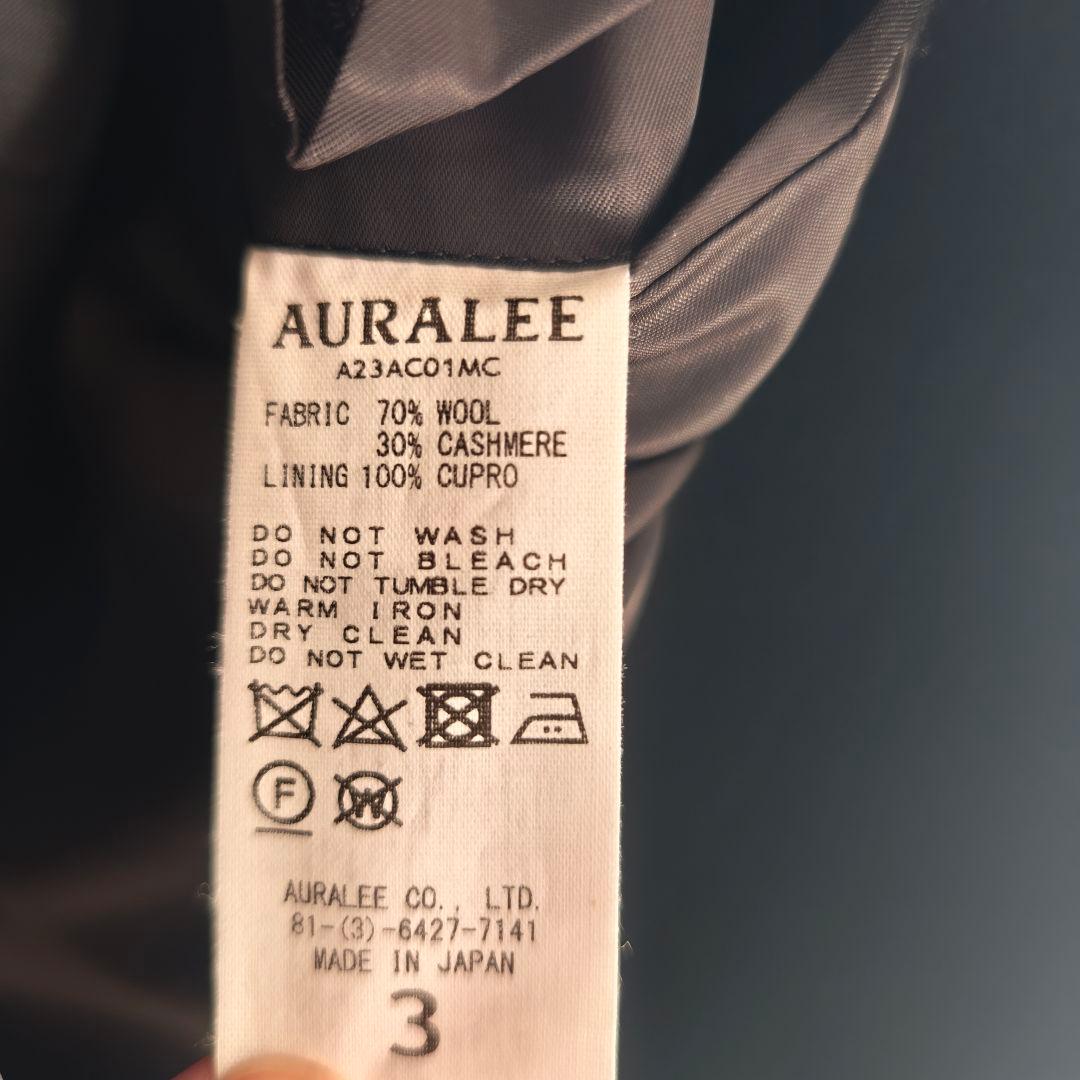 AURALEE
A23AC01MC
FABRIC 70% WOOL
30% CASHMERE
LINING 100% CUPRO
DO NOT WASH
DO NOT BLEACH
DO NOT TUMBLE DRY
WARM IRON
DRY CLEAN
DO NOT WET CLEAN
F W
AURALEE CO., LTD.
81-(3)-6427-7141
MADE IN JAPAN
3